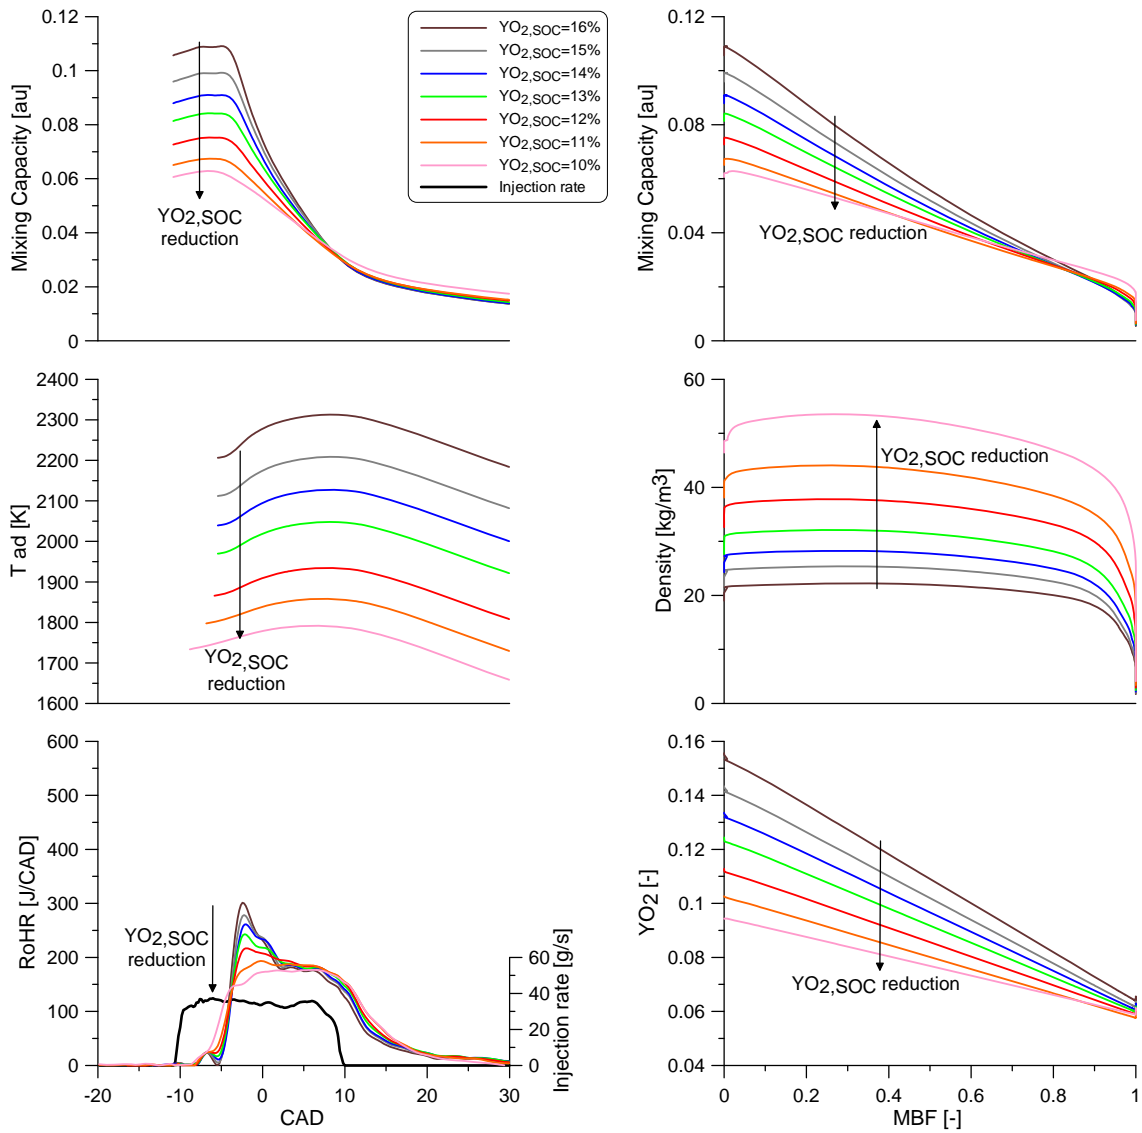 0.12
0.1
0.08
0.06
0.04
0.02
0
Mixing Capacity [au]
YO2,SOC
reduction
YO2,SOC=16%
YO2,SOC=15%
YO2,SOC=14%
YO2,SOC=13%
YO2,SOC=12%
YO2,SOC=11%
YO2,SOC=10%
Injection rate
0.12
0.08
0.04
0
Mixing Capacity [au]
YO2,SOC reduction
2400
2300
2200
2100
2000
1900
1800
1700
1600
T ad [K]
YO2,SOC
reduction
60
40
20
0
Density [kg/m3]
YO2,SOC reduction
600
500
400
300
200
100
0
RoHR [J/CAD]
YO2,SOC
reduction
60
40
20
0
Injection rate [g/s]
-20 -10 0 10 20 30
CAD
0.16
0.14
0.12
0.1
0.08
0.06
0.04
YO2 [-]
YO2,SOC reduction
0 0.2 0.4 0.6 0.8 1
MBF [-]